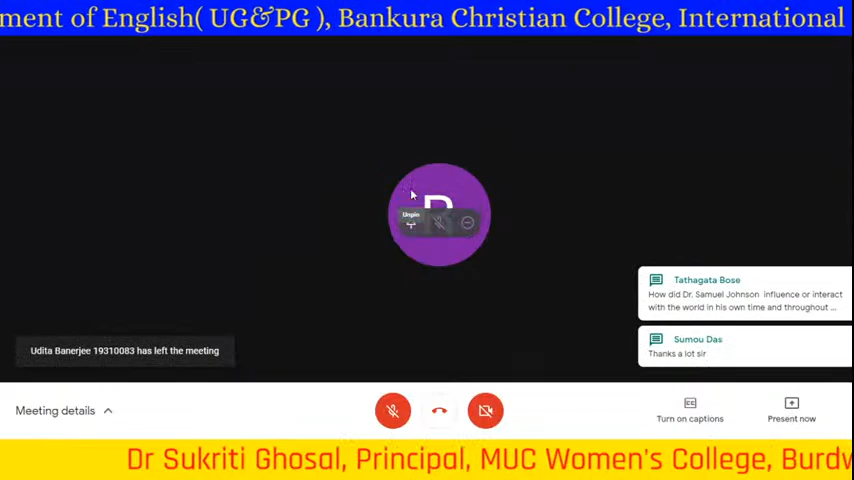 ment of English( UG&PG ), Bankura Christian College, International
R
Unpin
Tathagata Bose
How did Dr. Samuel Johnson influence or interact
with the world in his own time and throughout ...
Udita Banerjee 19310083 has left the meeting
Sumou Das
Thanks a lot sir
Meeting details
CC
Turn on captions
Present now
Dr Sukriti Ghosal, Principal, MUC Women's College, Burdw